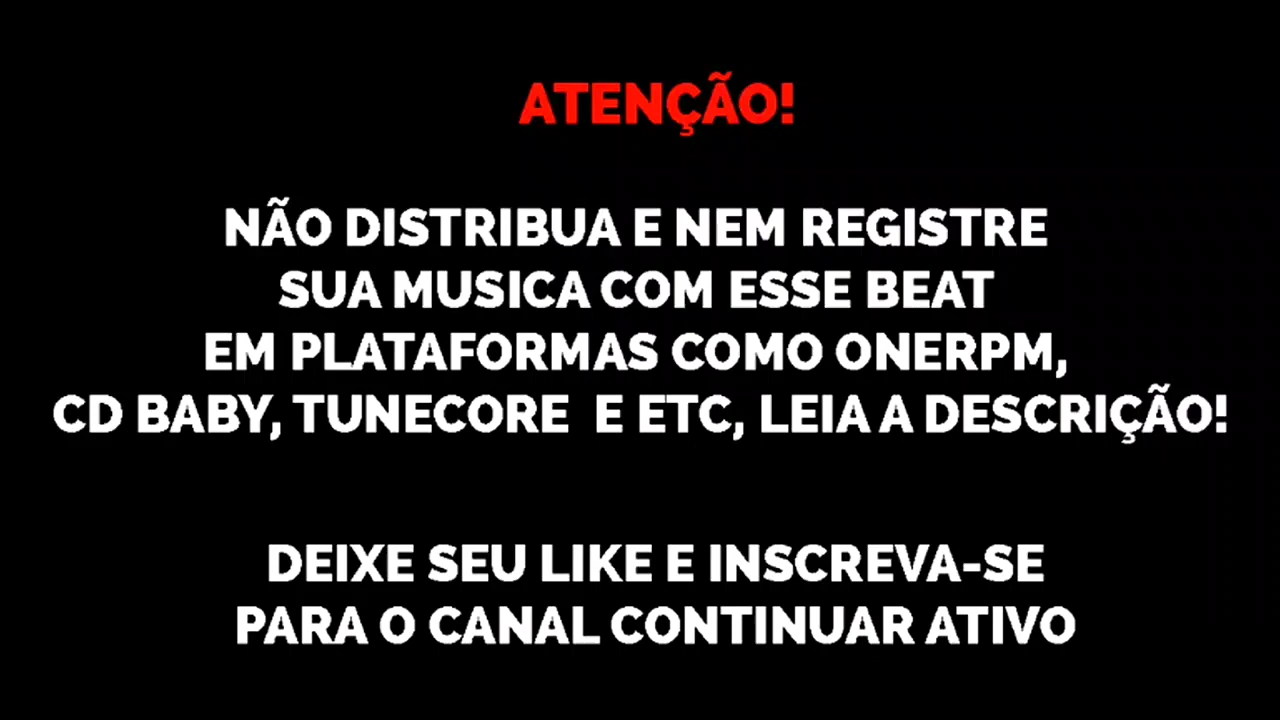 ATENÇÃO!
NÃO DISTRIBUA E NEM REGISTRE
SUA MUSICA COM ESSE BEAT
EM PLATAFORMAS COMO ONERPM,
CD BABY, TUNECORE E ETC, LEIA A DESCRIÇÃO!
DEIXE SEU LIKE E INSCREVA-SE
PARA O CANAL CONTINUAR ATIVO